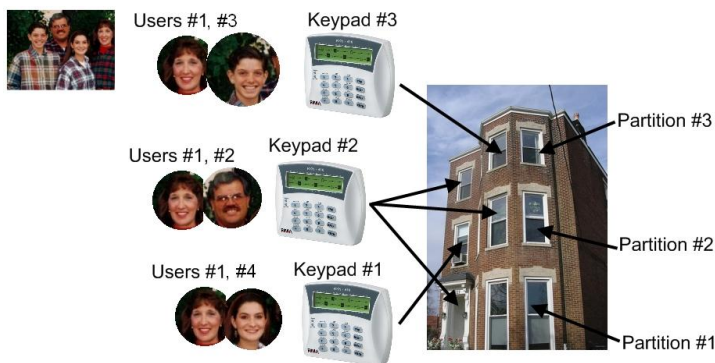 Users #1, #3
Keypad #3
Partition #3
Users #1, #2
Keypad #2
Partition #2
Users #1, #4
Keypad #1
Partition #1